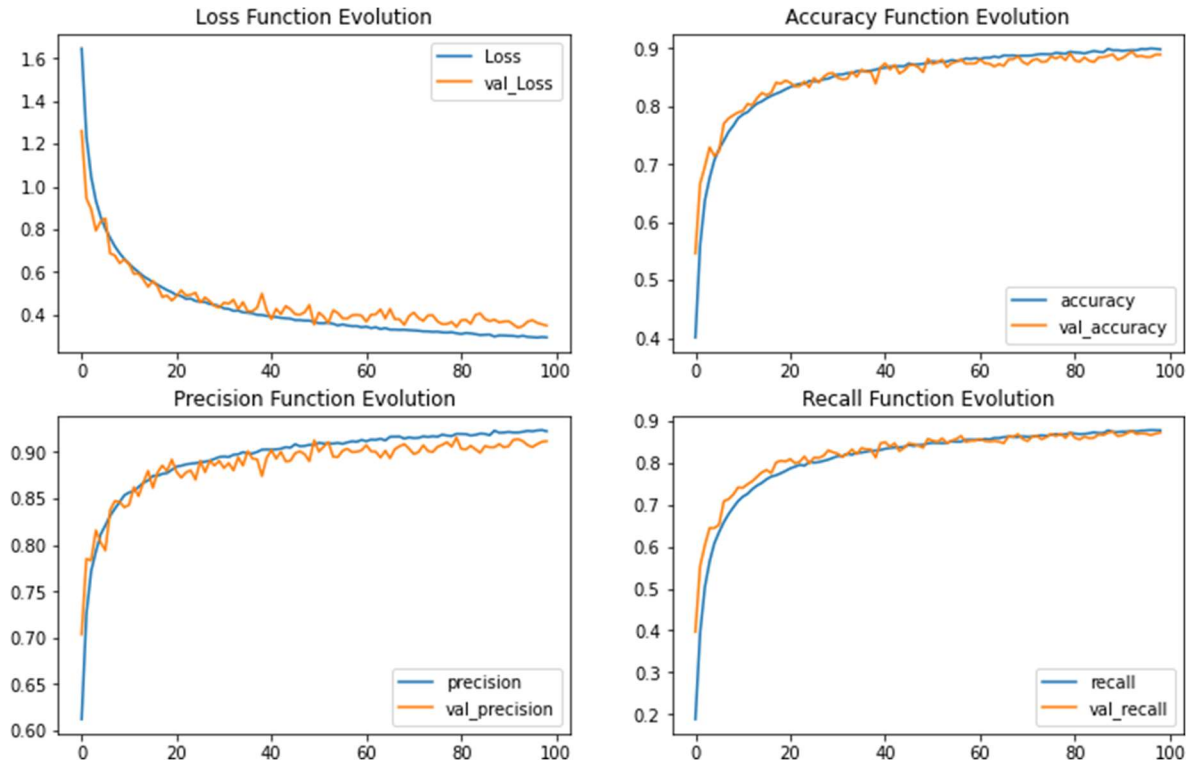 Loss Function Evolution
1.6
1.4
1.2
1.0
0.8
0.6
0.4
0 20 40 60 80 100
Loss
val_Loss
Accuracy Function Evolution
0.9
0.8
0.7
0.6
0.5
0.4
0 20 40 60 80 100
accuracy
val_accuracy
Precision Function Evolution
0.90
0.85
0.80
0.75
0.70
0.65
0.60
0 20 40 60 80 100
precision
val_precision
Recall Function Evolution
0.9
0.8
0.7
0.6
0.5
0.4
0.3
0.2
0 20 40 60 80 100
recall
val_recall